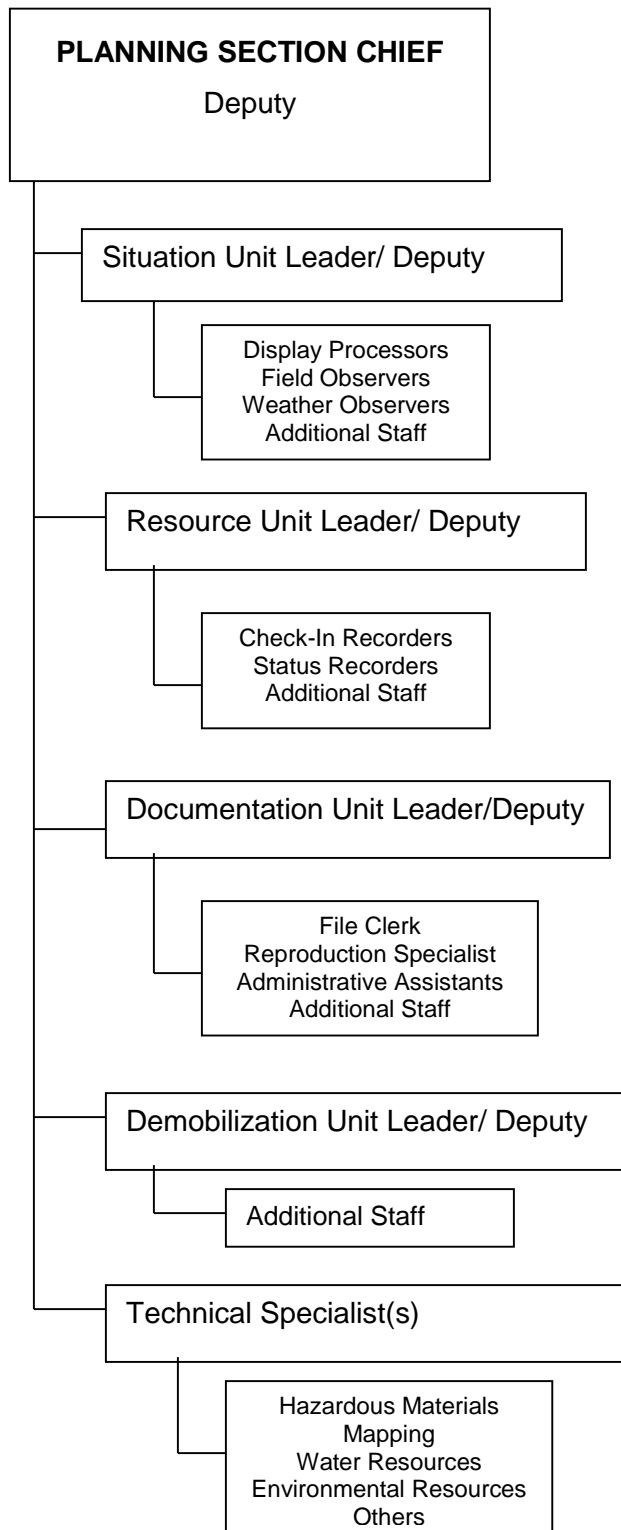 PLANNING SECTION CHIEF
Deputy
Situation Unit Leader/ Deputy
Display Processors
Field Observers
Weather Observers
Additional Staff
Resource Unit Leader/ Deputy
Check-In Recorders
Status Recorders
Additional Staff
Documentation Unit Leader/Deputy
File Clerk
Reproduction Specialist
Administrative Assistants
Additional Staff
Demobilization Unit Leader/ Deputy
Additional Staff
Technical Specialist(s)
Hazardous Materials
Mapping
Water Resources
Environmental Resources
Others